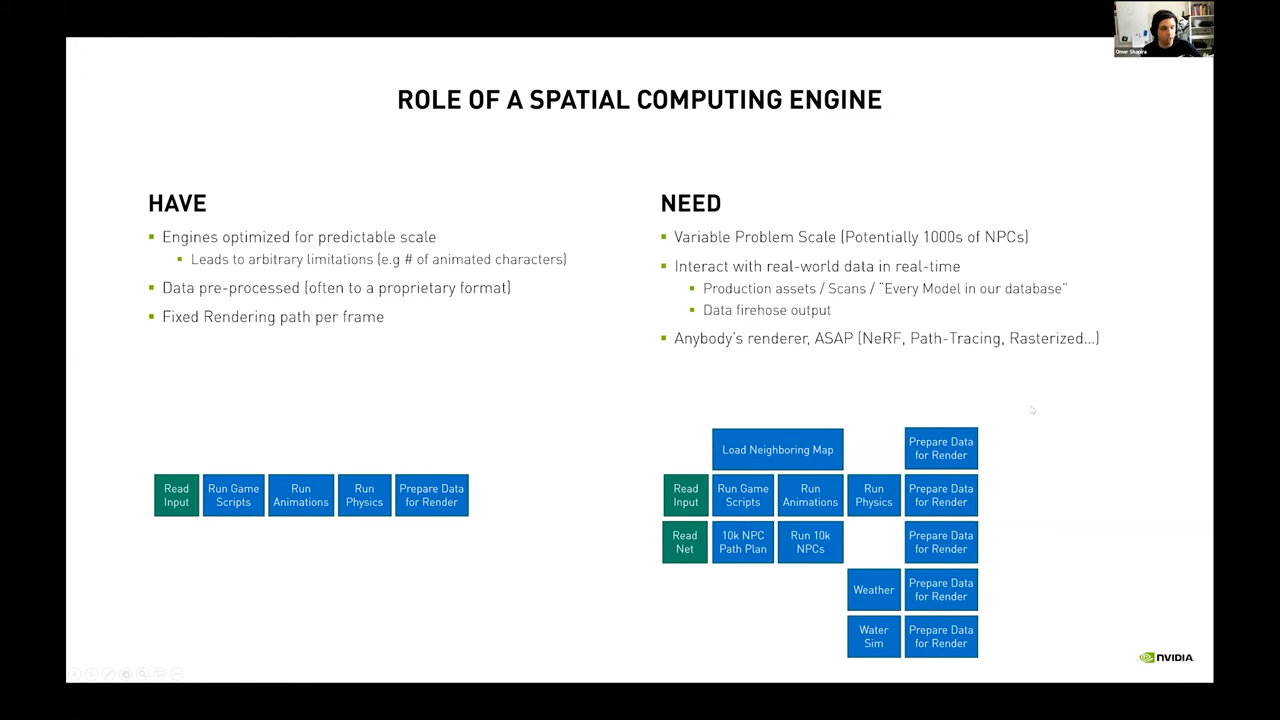 Omer Shapira
ROLE OF A SPATIAL COMPUTING ENGINE
HAVE
Engines optimized for predictable scale
Leads to arbitrary limitations (e.g # of animated characters)
Data pre-processed (often to a proprietary format)
Fixed Rendering path per frame
NEED
Variable Problem Scale (Potentially 1000s of NPCs)
Interact with real-world data in real-time
Production assets / Scans / "Every Model in our database"
Data firehose output
Anybody's renderer, ASAP (NeRF, Path-Tracing, Rasterized...)
Read
Input
Run Game
Scripts
Run
Animations
Run
Physics
Prepare Data
for Render
Load Neighboring Map
Prepare Data
for Render
Read
Input
Run Game
Scripts
Run
Animations
Run
Physics
Prepare Data
for Render
Read
Net
10k NPC
Path Plan
Run 10k
NPCs
Prepare Data
for Render
Weather
Prepare Data
for Render
Water
Sim
Prepare Data
for Render
NVIDIA.